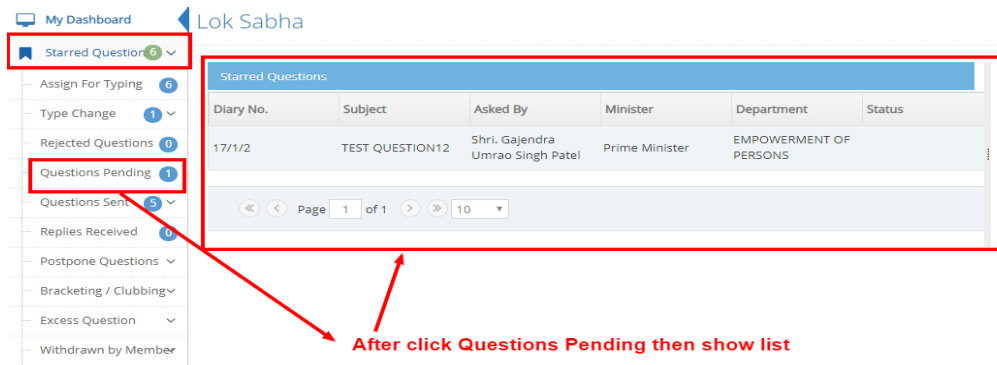 My Dashboard
Lok Sabha
Starred Question 6
Assign For Typing 6
Type Change 1
Rejected Questions 0
Questions Pending 1
Questions Sent 5
Replies Received 0
Postpone Questions
Bracketing / Clubbing
Excess Question
Withdrawn by Member
Starred Questions
Diary No. Subject Asked By Minister Department Status
17/1/2 TEST QUESTION12 Shri. Gajendra Umrao Singh Patel Prime Minister EMPOWERMENT OF PERSONS
Page 1 of 1 10
After click Questions Pending then show list